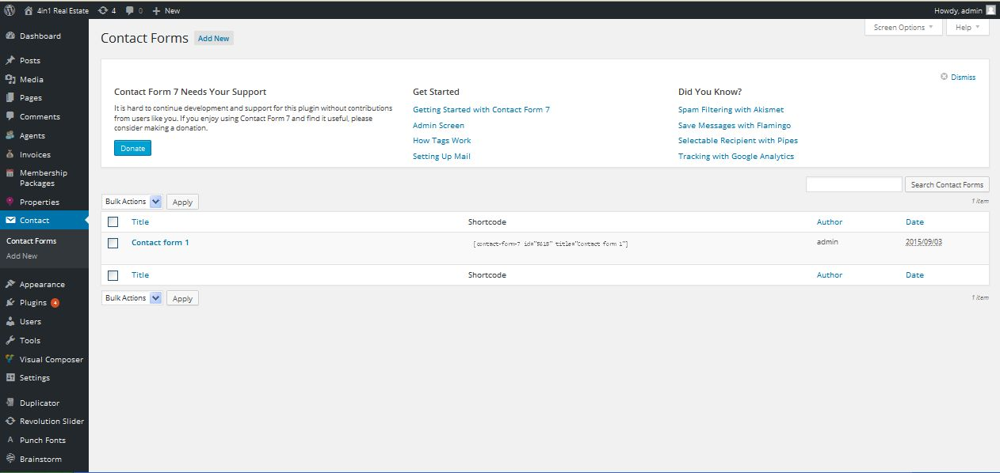 4in1 Real Estate 4 0 New Howdy, admin
Dashboard
Posts
Media
Pages
Comments
Agents
Invoices
Membership
Packages
Properties
Contact
Contact Forms
Add New
Appearance
Plugins 4
Users
Tools
Visual Composer
Settings
Duplicator
Revolution Slider
Punch Fonts
Brainstorm
Contact Forms Add New
Screen Options Help
Dismiss
Contact Form 7 Needs Your Support
It is hard to continue development and support for this plugin without contributions
from users like you. If you enjoy using Contact Form 7 and find it useful, please
consider making a donation.
Donate
Get Started
Getting Started with Contact Form 7
Admin Screen
How Tags Work
Setting Up Mail
Did You Know?
Spam Filtering with Akismet
Save Messages with Flamingo
Selectable Recipient with Pipes
Tracking with Google Analytics
Search Contact Forms
Bulk Actions Apply 1 item
Title Shortcode Author Date
Contact form 1 [contact-form-7 id="5618" title="Contact form 1"] admin 2015/09/03
Title Shortcode Author Date
Bulk Actions Apply 1 item